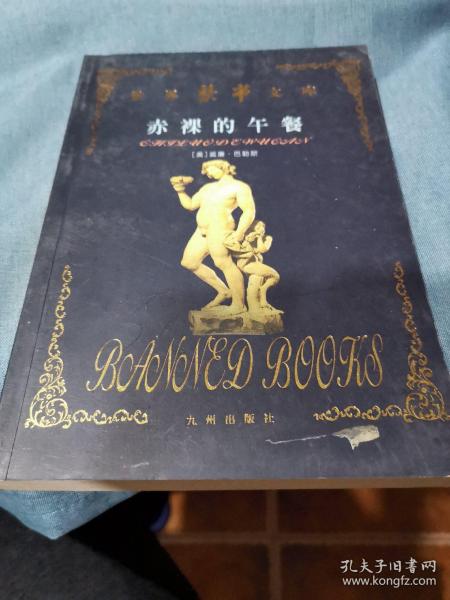 世界禁书文库
赤裸的午餐
CHILUODEWUCAN
[美]威廉·巴勒斯
BANNED BOOKS
九州出版社
孔夫子旧书网
www.kongfz.com